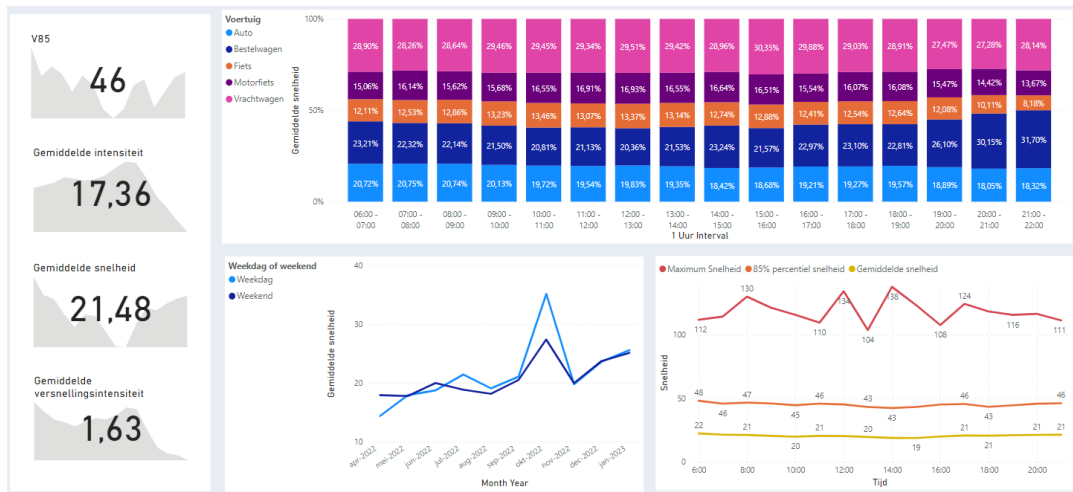 V85
46
Gemiddelde intensiteit
17,36
Gemiddelde snelheid
21,48
Gemiddelde
versnellingsintensiteit
1,63
Voertuig
Auto
Bestelwagen
Fiets
Motorfiets
Vrachtwagen
Gemiddelde snelheid
100%
50%
0%
28,90% 28,26% 28,64% 29,46% 29,45% 29,34% 29,51% 29,42% 28,96% 30,35% 29,88% 29,03% 28,91% 27,47% 27,28% 28,14%
15,06% 16,14% 15,62% 15,68% 16,55% 16,91% 16,93% 16,55% 16,64% 16,51% 15,54% 16,07% 16,08% 15,47% 14,42% 13,67%
12,11% 12,53% 12,86% 13,23% 13,46% 13,07% 13,37% 13,14% 12,74% 12,88% 12,41% 12,54% 12,64% 12,08% 10,11% 8,18%
23,21% 22,32% 22,14% 21,50% 20,81% 21,13% 20,36% 21,53% 23,24% 21,57% 22,97% 23,10% 22,81% 26,10% 30,15% 31,70%
20,72% 20,75% 20,74% 20,13% 19,72% 19,54% 19,83% 19,35% 18,42% 18,68% 19,21% 19,27% 19,57% 18,89% 18,05% 18,32%
06:00 - 07:00 - 08:00 - 09:00 - 10:00 - 11:00 - 12:00 - 13:00 - 14:00 - 15:00 - 16:00 - 17:00 - 18:00 - 19:00 - 20:00 - 21:00 -
07:00 08:00 09:00 10:00 11:00 12:00 13:00 14:00 15:00 16:00 17:00 18:00 19:00 20:00 21:00 22:00
1 Uur Interval
Weekdag of weekend
Weekdag
Weekend
Gemiddelde snelheid
40
30
20
10
apr-2022 mei-2022 jun-2022 jul-2022 aug-2022 sep-2022 okt-2022 nov-2022 dec-2022 jan-2023
Month Year
Maximum Snelheid 85% percentiel snelheid Gemiddelde snelheid
Snelheid
100
50
0
112 130 110 134 104 138 108 124 116 111
48 46 47 45 46 43 43 46 43 46
22 21 20 21 20 19 21 21 21 21
6:00 8:00 10:00 12:00 14:00 16:00 18:00 20:00
Tijd